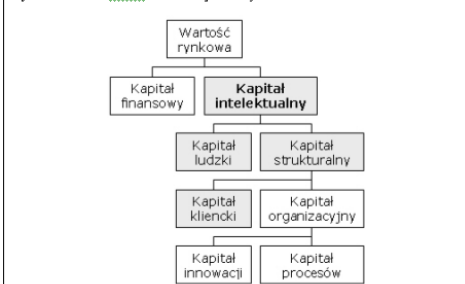 Wartość
rynkowa
Kapitał
finansowy
Kapitał
intelektualny
Kapitał
ludzki
Kapitał
strukturalny
Kapitał
kliencki
Kapitał
organizacyjny
Kapitał
innowacji
Kapitał
procesów